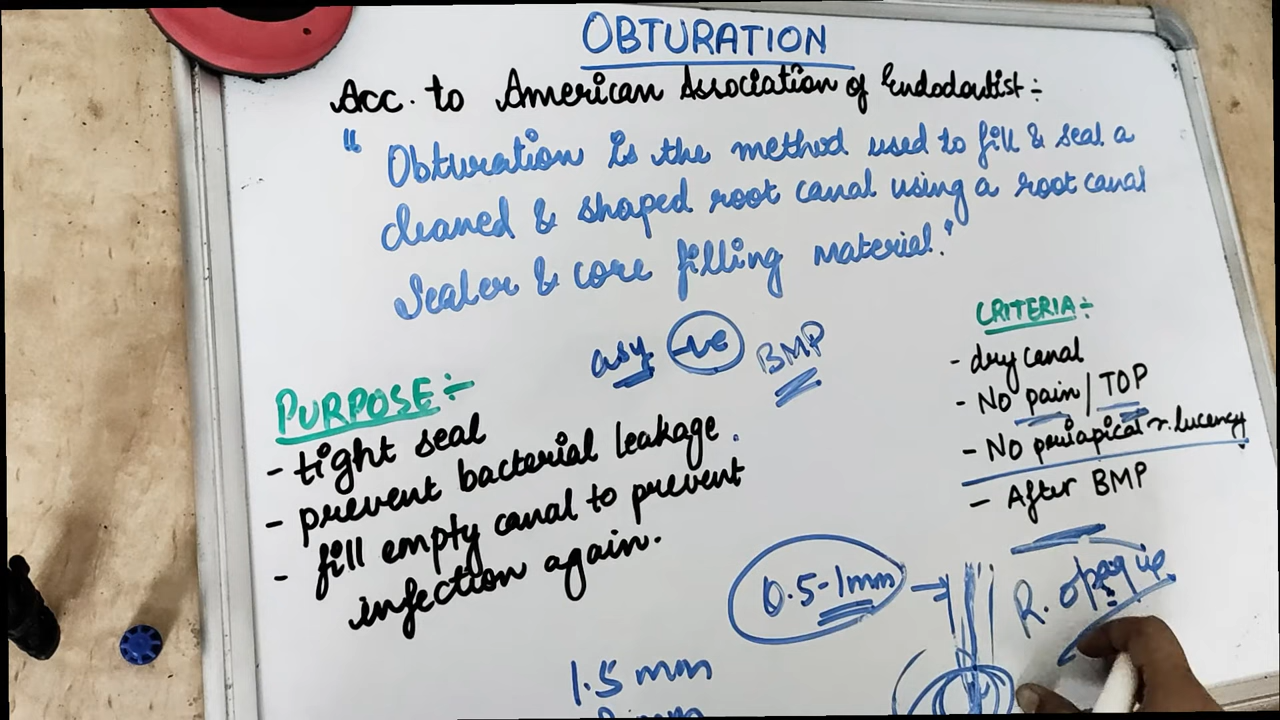 OBTURATION
Acc. to American Association of Endodontist :-
" Obturation is the method used to fill & seal a
cleaned & shaped root canal using a root canal
sealer & core filling material."
asy -ve BMP
PURPOSE :-
- tight seal
- prevent bacterial leakage.
- fill empty canal to prevent
infection again.
CRITERIA :-
- dry canal
- No pain / TOP
- No periapical r. lucency
- After BMP
0.5-1mm
R. opaque
1.5 mm
mm